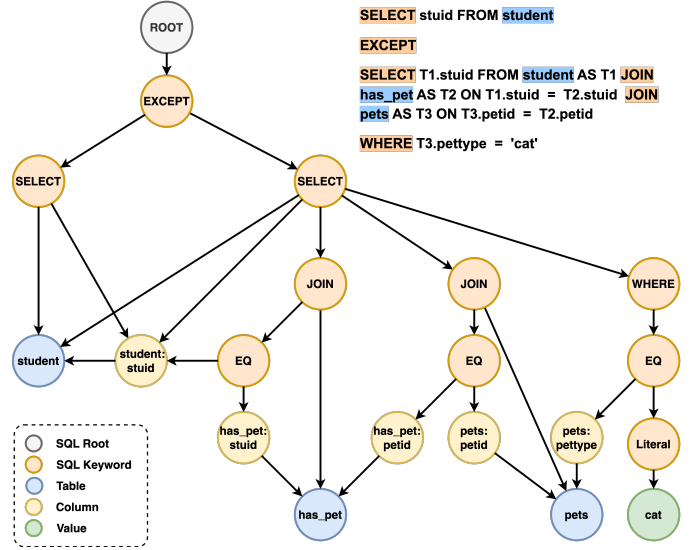 ROOT
SELECT stuid FROM student
EXCEPT
SELECT T1.stuid FROM student AS T1 JOIN
has_pet AS T2 ON T1.stuid = T2.stuid JOIN
pets AS T3 ON T3.petid = T2.petid
WHERE T3.pettype = 'cat'
EXCEPT
SELECT
SELECT
JOIN
JOIN
WHERE
student
student:
stuid
EQ
EQ
EQ
has_pet:
stuid
has_pet:
petid
pets:
petid
pets:
pettype
Literal
has_pet
pets
cat
SQL Root
SQL Keyword
Table
Column
Value